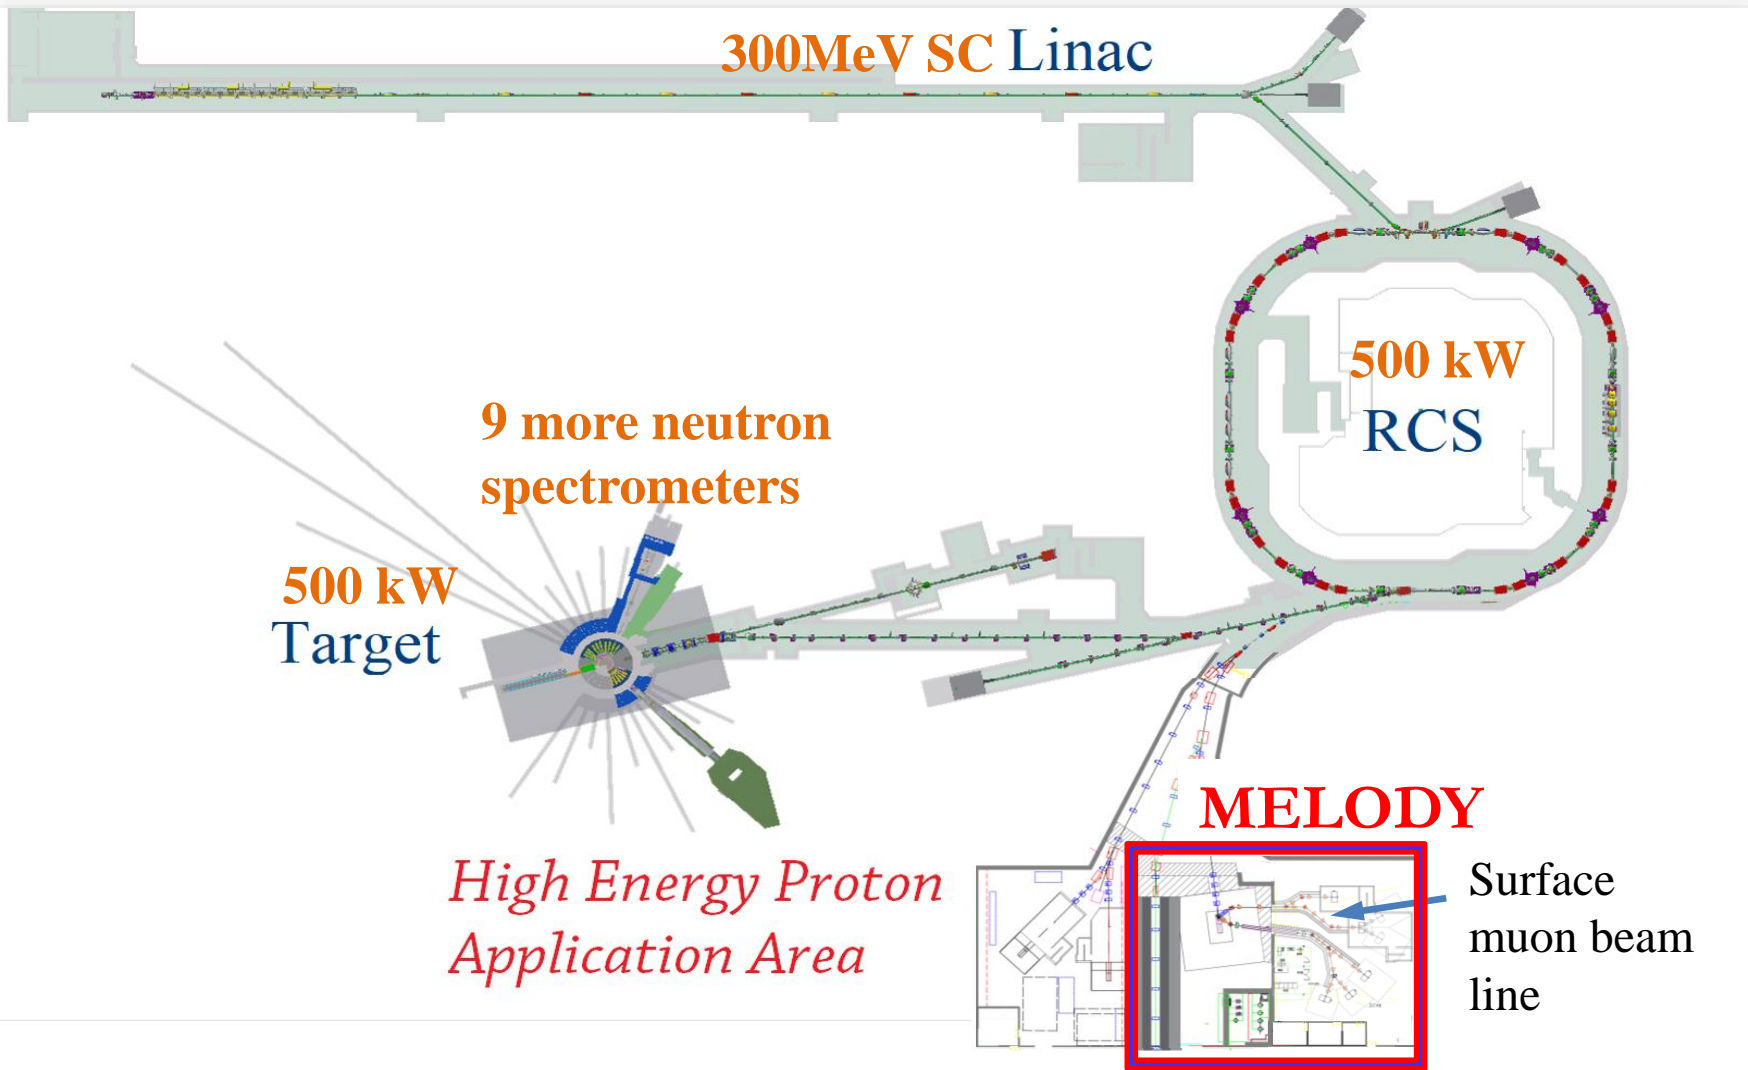 300MeV SC Linac
500 kW
RCS
9 more neutron
spectrometers
500 kW
Target
MELODY
High Energy Proton
Application Area
Surface
muon beam
line